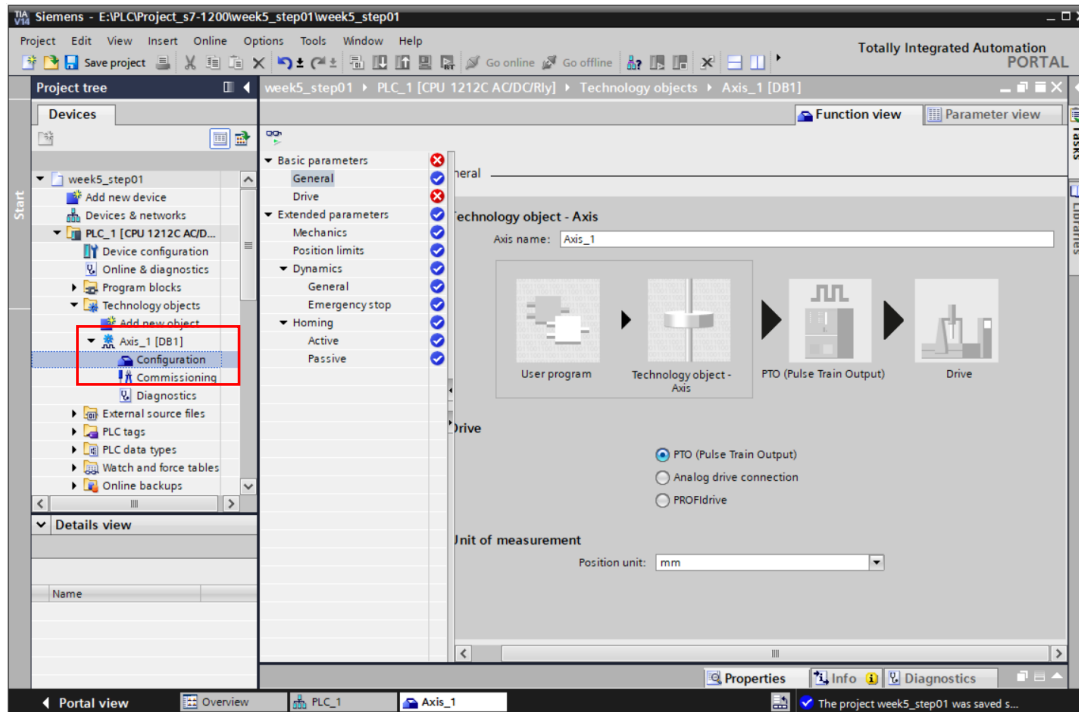 TIA V14 Siemens - E:\PLC\Project_s7-1200\week5_step01\week5_step01
Project Edit View Insert Online Options Tools Window Help
Totally Integrated Automation
PORTAL
Save project Go online Go offline
Project tree
week5_step01 PLC_1 [CPU 1212C AC/DC/Rly] Technology objects Axis_1 [DB1]
Devices
Function view Parameter view
Start
Tasks
Libraries
week5_step01
Add new device
Devices & networks
PLC_1 [CPU 1212C AC/D...
Device configuration
Online & diagnostics
Program blocks
Technology objects
Add new object
Axis_1 [DB1]
Configuration
Commissioning
Diagnostics
External source files
PLC tags
PLC data types
Watch and force tables
Online backups
Details view
Name
Basic parameters
General
Drive
Extended parameters
Mechanics
Position limits
Dynamics
General
Emergency stop
Homing
Active
Passive
neral
echnology object - Axis
Axis name: Axis_1
User program
Technology object -
Axis
PTO (Pulse Train Output)
Drive
Drive
PTO (Pulse Train Output)
Analog drive connection
PROFIdrive
Unit of measurement
Position unit: mm
Properties Info Diagnostics
Portal view Overview PLC_1 Axis_1 The project week5_step01 was saved s...